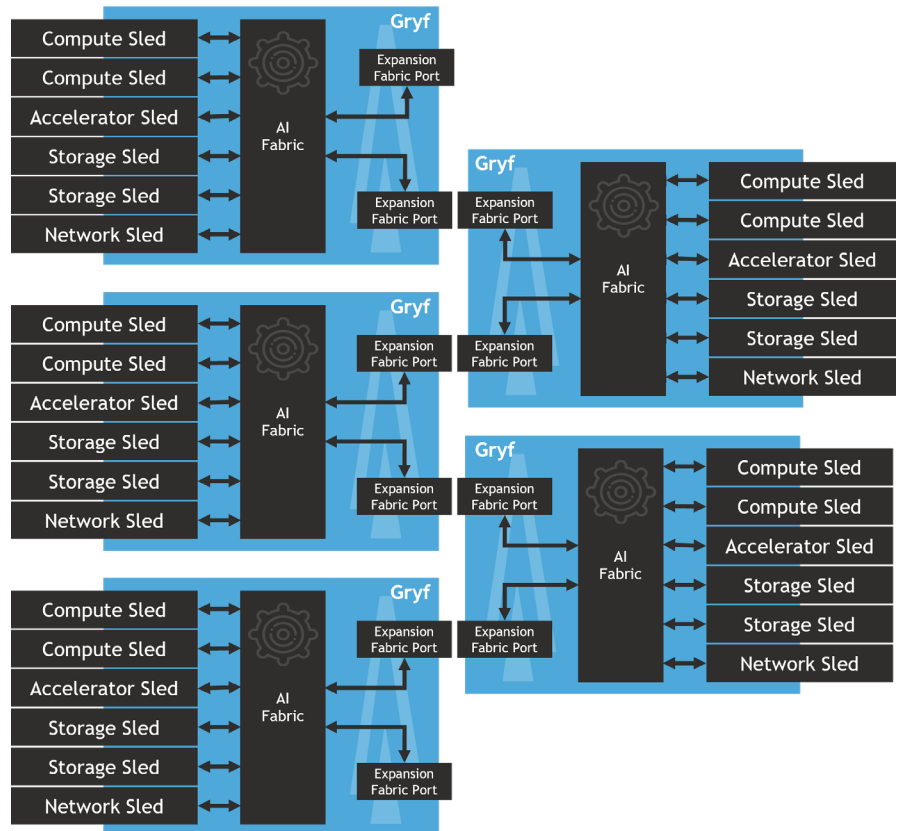 Gryf
Compute Sled
Compute Sled
Accelerator Sled
Storage Sled
Storage Sled
Network Sled
AI
Fabric
Expansion
Fabric Port
Expansion
Fabric Port
Gryf
Expansion
Fabric Port
Expansion
Fabric Port
AI
Fabric
Compute Sled
Compute Sled
Accelerator Sled
Storage Sled
Storage Sled
Network Sled
Gryf
Compute Sled
Compute Sled
Accelerator Sled
Storage Sled
Storage Sled
Network Sled
AI
Fabric
Expansion
Fabric Port
Expansion
Fabric Port
Gryf
Expansion
Fabric Port
Expansion
Fabric Port
AI
Fabric
Compute Sled
Compute Sled
Accelerator Sled
Storage Sled
Storage Sled
Network Sled
Gryf
Compute Sled
Compute Sled
Accelerator Sled
Storage Sled
Storage Sled
Network Sled
AI
Fabric
Expansion
Fabric Port
Expansion
Fabric Port